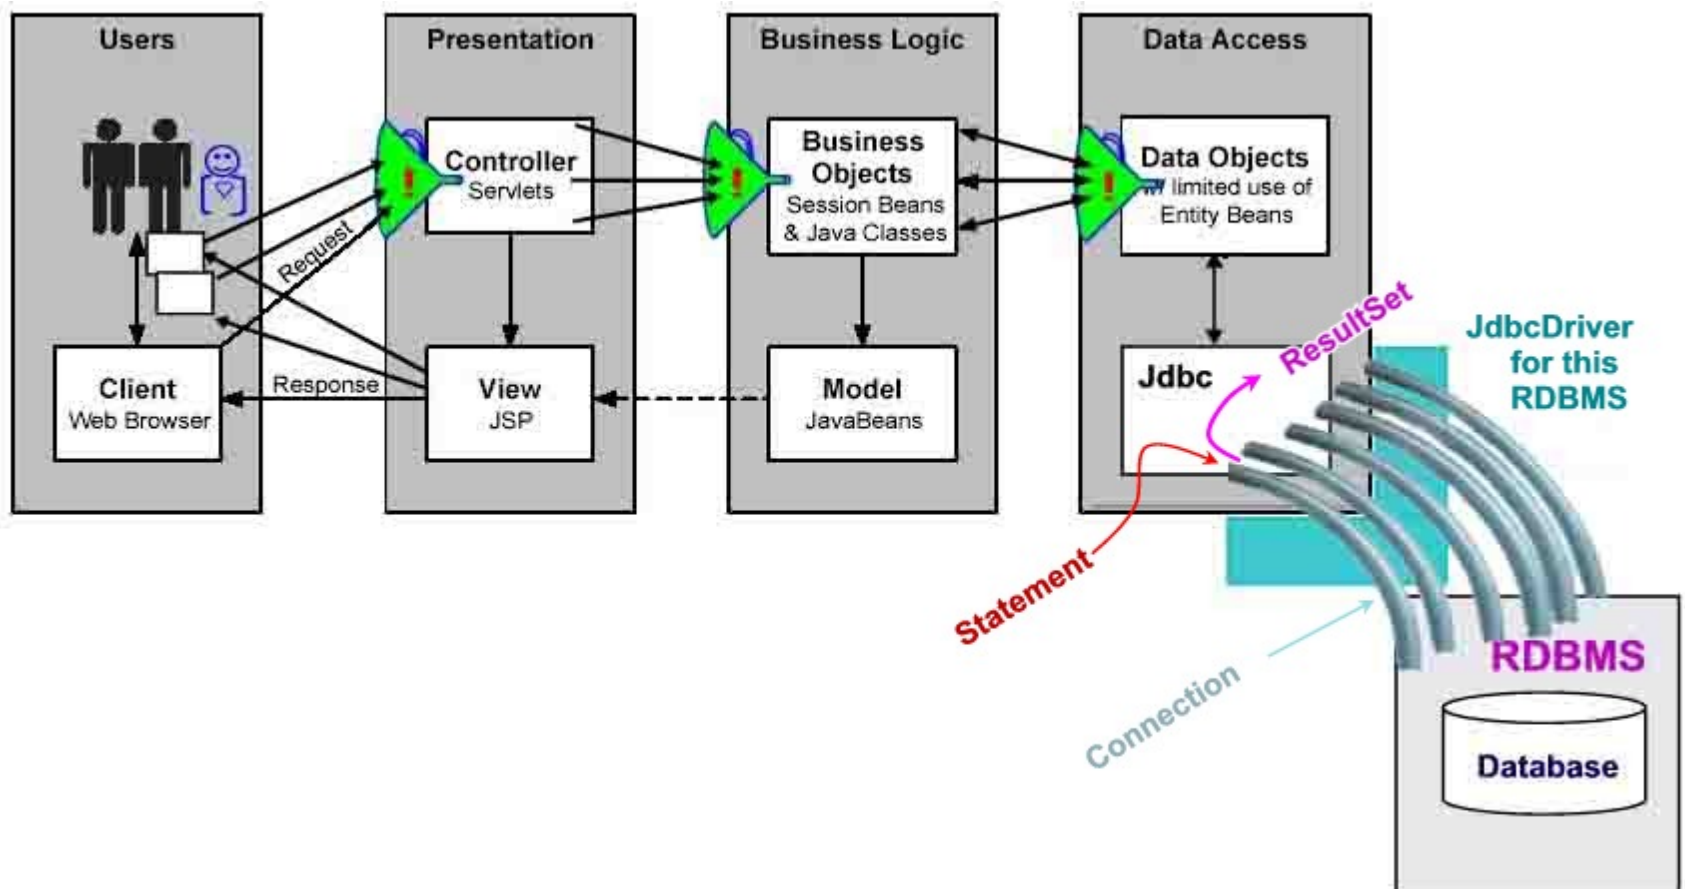 Users
Presentation
Business Logic
Data Access
Controller
Servlets
Business
Objects
Session Beans
& Java Classes
Data Objects
w/ limited use of
Entity Beans
Request
Response
Client
Web Browser
View
JSP
Model
JavaBeans
Jdbc
ResultSet
JdbcDriver
for this
RDBMS
Statement
Connection
RDBMS
Database
!
!
!